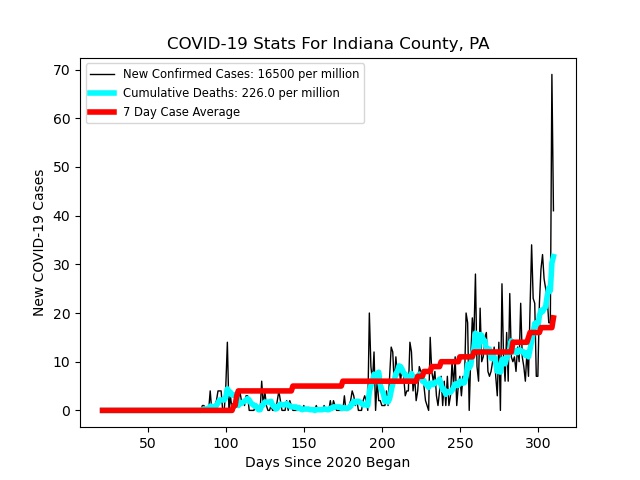 COVID-19 Stats For Indiana County, PA
New Confirmed Cases: 16500 per million
Cumulative Deaths: 226.0 per million
7 Day Case Average
New COVID-19 Cases
70
60
50
40
30
20
10
0
50 100 150 200 250 300
Days Since 2020 Began